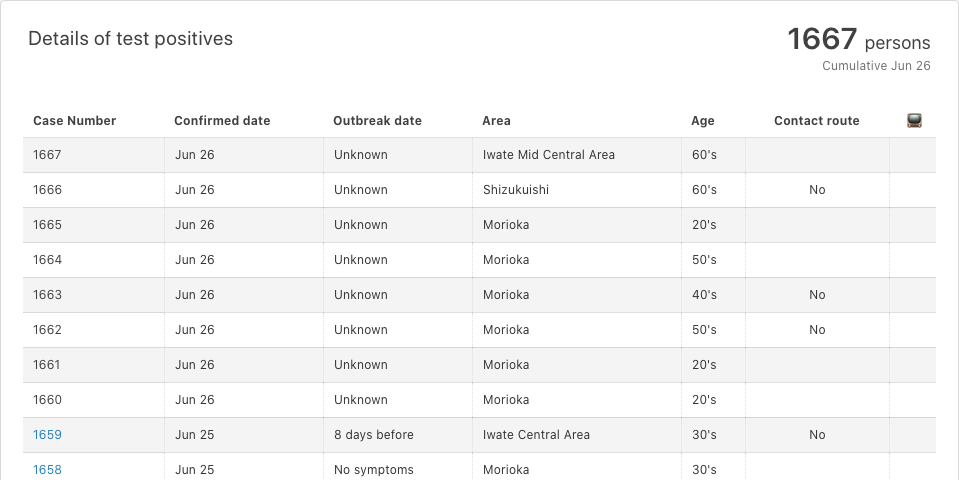 Details of test positives
1667 persons
Cumulative Jun 26
Case Number Confirmed date Outbreak date Area Age Contact route
1667 Jun 26 Unknown Iwate Mid Central Area 60's
1666 Jun 26 Unknown Shizukuishi 60's No
1665 Jun 26 Unknown Morioka 20's
1664 Jun 26 Unknown Morioka 50's
1663 Jun 26 Unknown Morioka 40's No
1662 Jun 26 Unknown Morioka 50's No
1661 Jun 26 Unknown Morioka 20's
1660 Jun 26 Unknown Morioka 20's
1659 Jun 25 8 days before Iwate Central Area 30's No
1658 Jun 25 No symptoms Morioka 30's